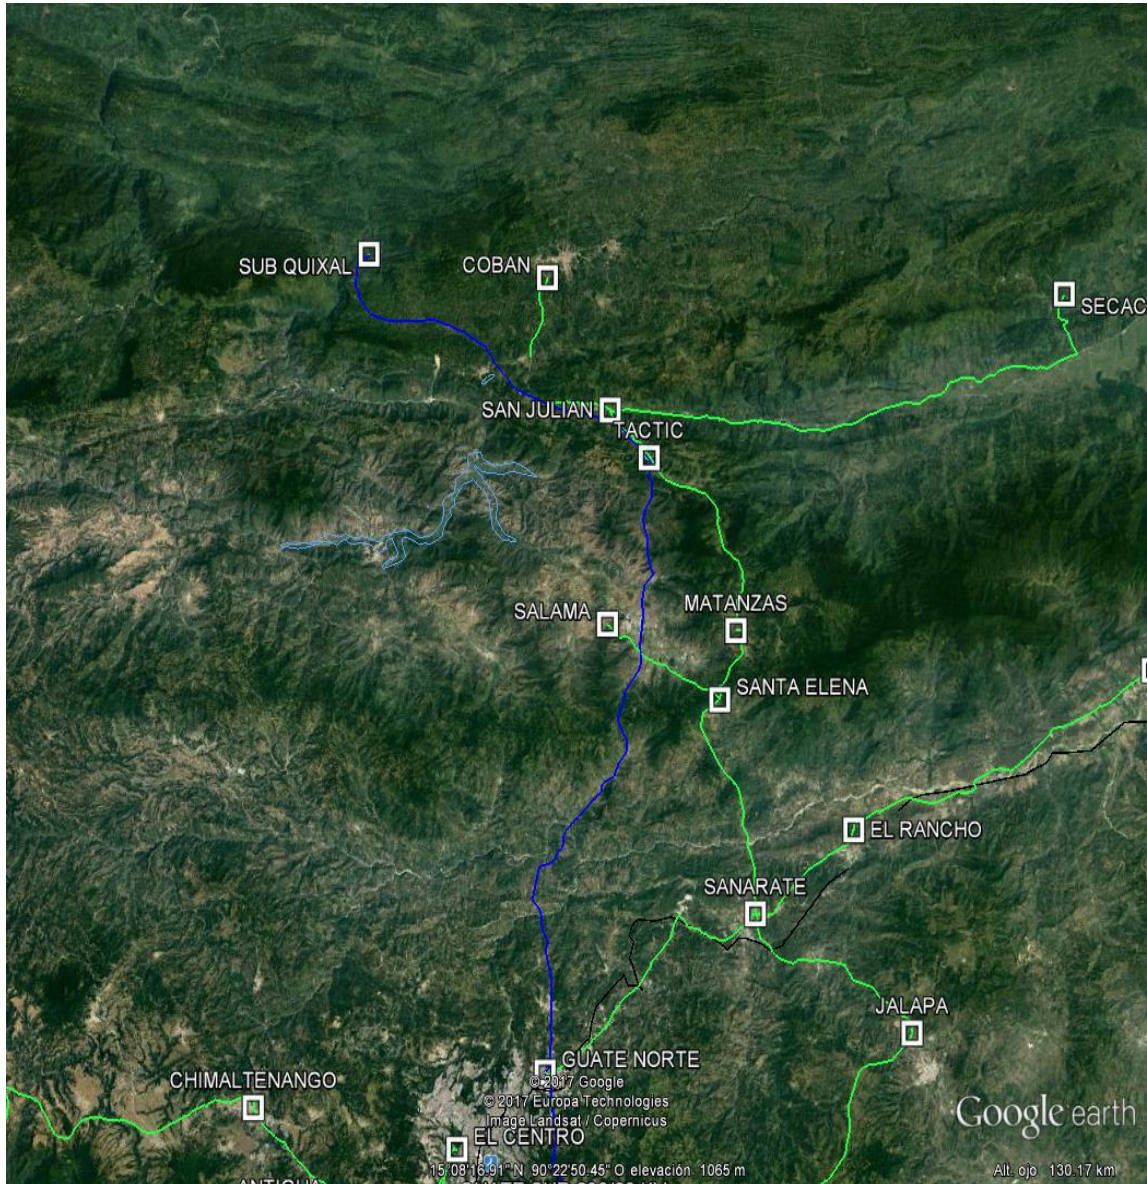 SUB QUIXAL
COBAN
SECAC
SAN JULIAN
TACTIC
SALAMA
MATANZAS
SANTA ELENA
EL RANCHO
SANARATE
JALAPA
GUATE NORTE
CHIMALTENANGO
© 2017 Google
© 2017 Europa Technologies
Image Landsat / Copernicus
Google earth
EL CENTRO
15°08'16.91" N 90°22'50.45" O elevación 1065 m
Alt. ojo 130.17 km
ANTIGUA